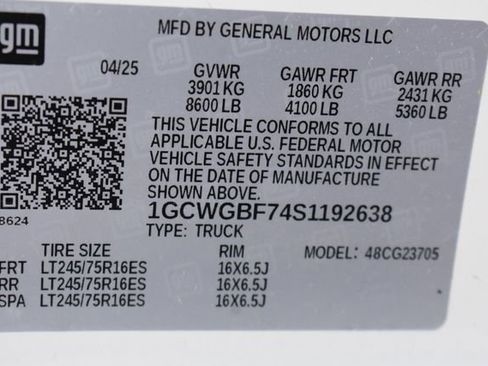 gm
MFD BY GENERAL MOTORS LLC
04/25 GVWR GAWR FRT GAWR RR
3901 KG 1860 KG 2431 KG
8600 LB 4100 LB 5360 LB
THIS VEHICLE CONFORMS TO ALL
APPLICABLE U.S. FEDERAL MOTOR
VEHICLE SAFETY STANDARDS IN EFFECT
ON THE DATE OF MANUFACTURE
SHOWN ABOVE.
8624 1GCWGBF74S1192638
TYPE: TRUCK
TIRE SIZE RIM MODEL: 48CG23705
FRT LT245/75R16ES 16X6.5J
RR LT245/75R16ES 16X6.5J
SPA LT245/75R16ES 16X6.5J